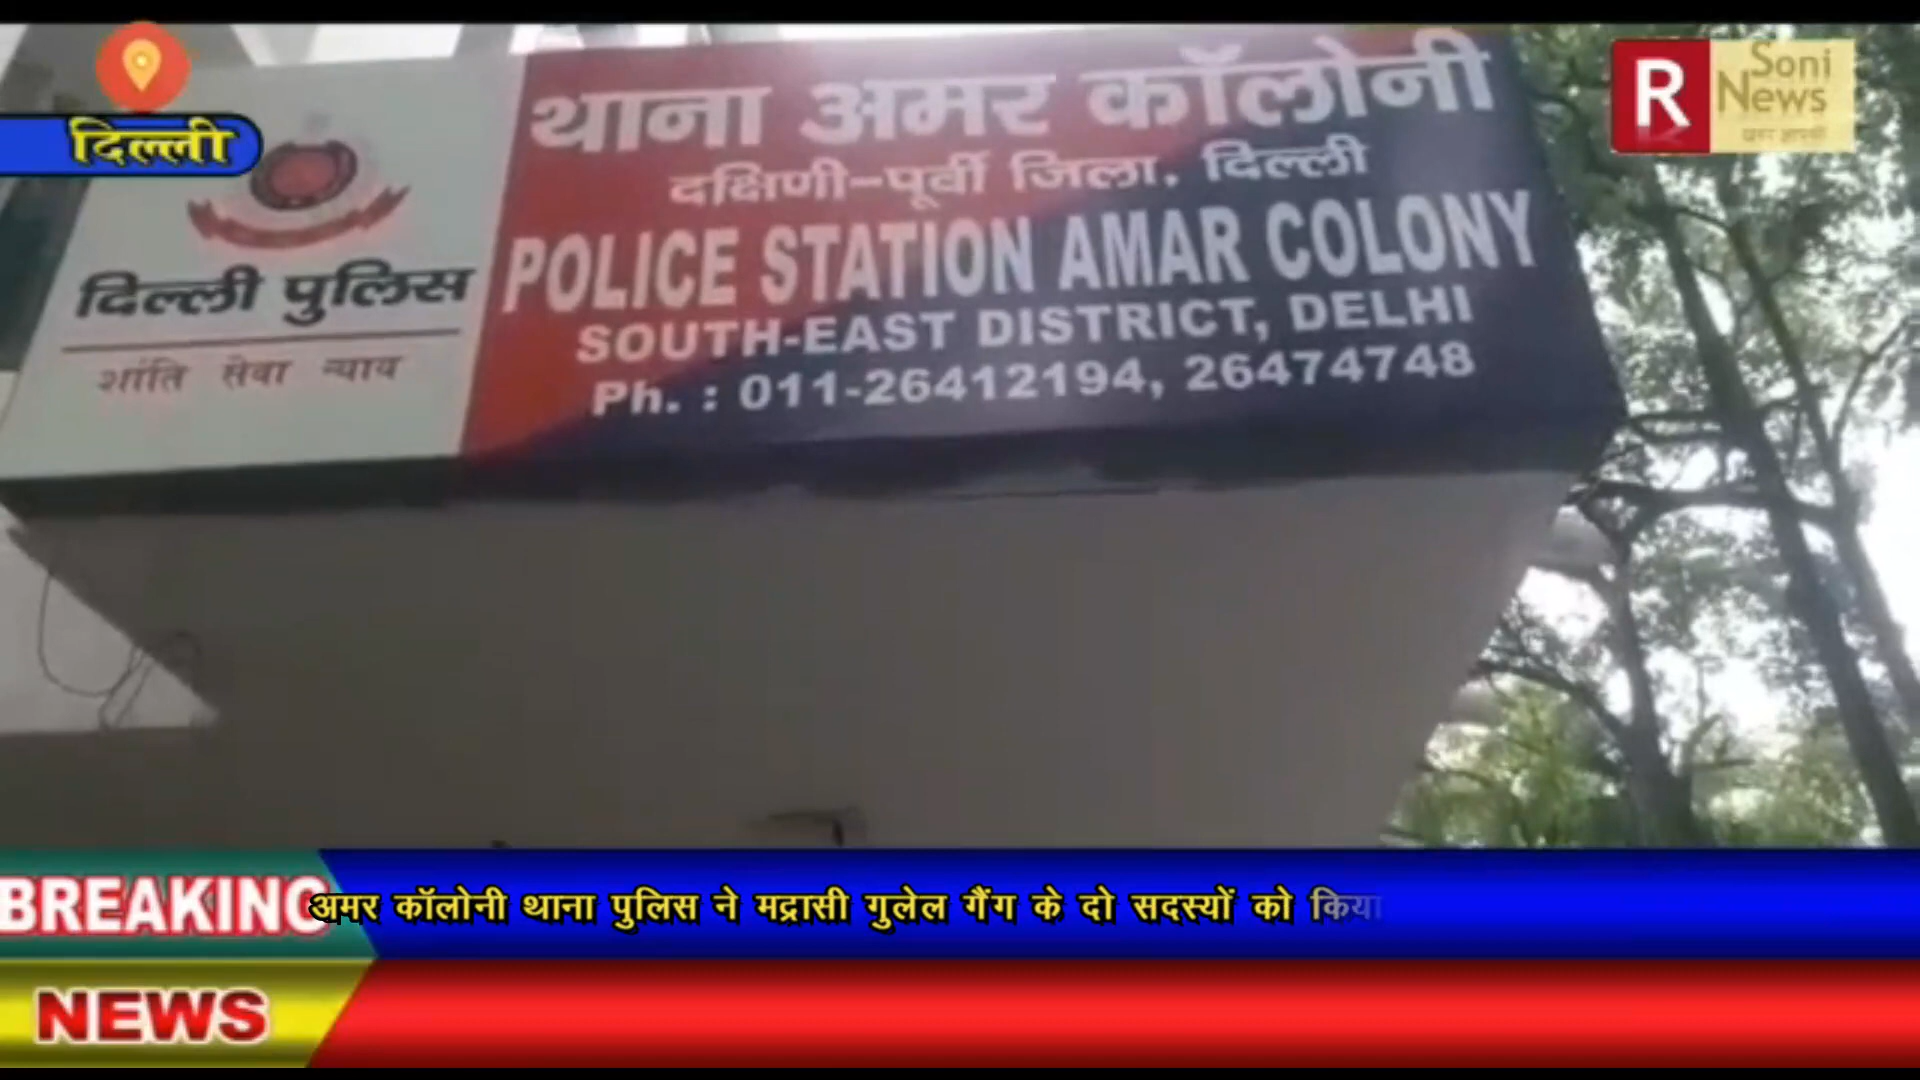 दिल्ली
R Soni
News
थाना अमर कॉलोनी
दक्षिणी-पूर्वी जिला, दिल्ली
POLICE STATION AMAR COLONY
SOUTH-EAST DISTRICT, DELHI
Ph. : 011-26412194, 26474748
दिल्ली पुलिस
शांति सेवा न्याय
BREAKING
अमर कॉलोनी थाना पुलिस ने मद्रासी गुलेल गैंग के दो सदस्यों को किया
NEWS